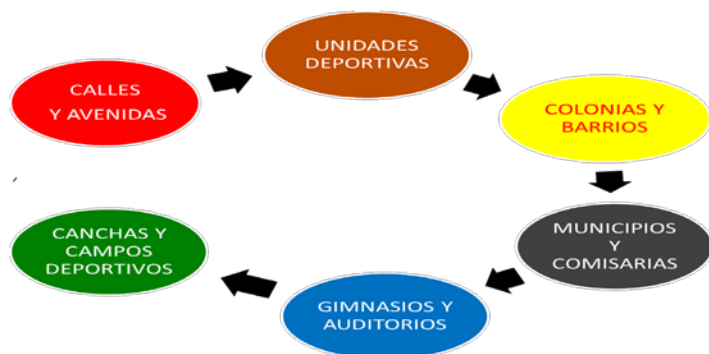 CALLES
Y AVENIDAS
UNIDADES
DEPORTIVAS
COLONIAS Y
BARRIOS
MUNICIPIOS
Y
COMISARIAS
GIMNASIOS Y
AUDITORIOS
CANCHAS Y
CAMPOS
DEPORTIVOS